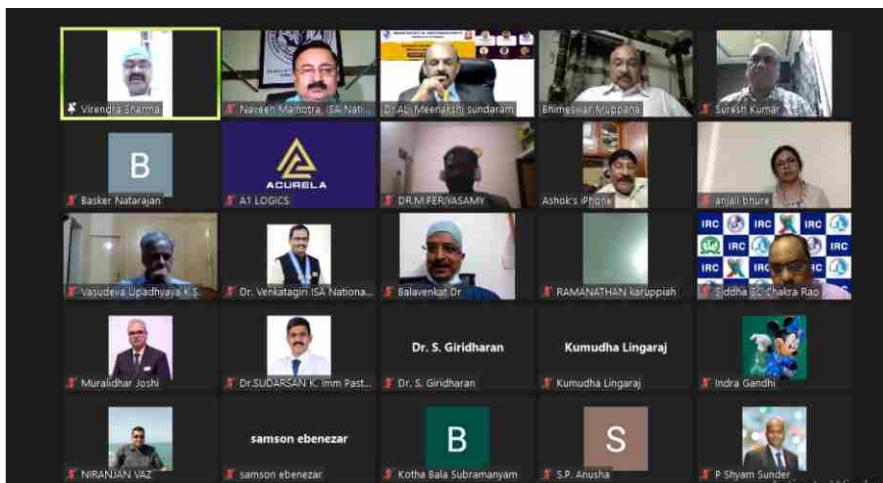 Virendra Sharma
Naveen Malhotra, ISA Nati...
Dr.AL. Meenakshi sundaram
Bhimeswar Muppana
Suresh Kumar
B
Basker Natarajan
ACURELA
A1 LOGICS
DR.M.PERIYASAMY
Ashok's iPhone
anjali bhure
Vasudeva Upadhyaya K S
Dr. Venkatagiri ISA Nationa...
Balavenkat Dr
RAMANATHAN karuppiah
IRC IRC
IRC
IRC
Siddha SC Chakra Rao
Muralidhar Joshi
Dr.SUDARSAN K. Imm Past...
Dr. S. Giridharan
Dr. S. Giridharan
Kumudha Lingaraj
Kumudha Lingaraj
Indra Gandhi
NIRANJAN VAZ
samson ebenezar
samson ebenezar
B
Kotha Bala Subramanyam
S
S.P. Anusha
P Shyam Sunder